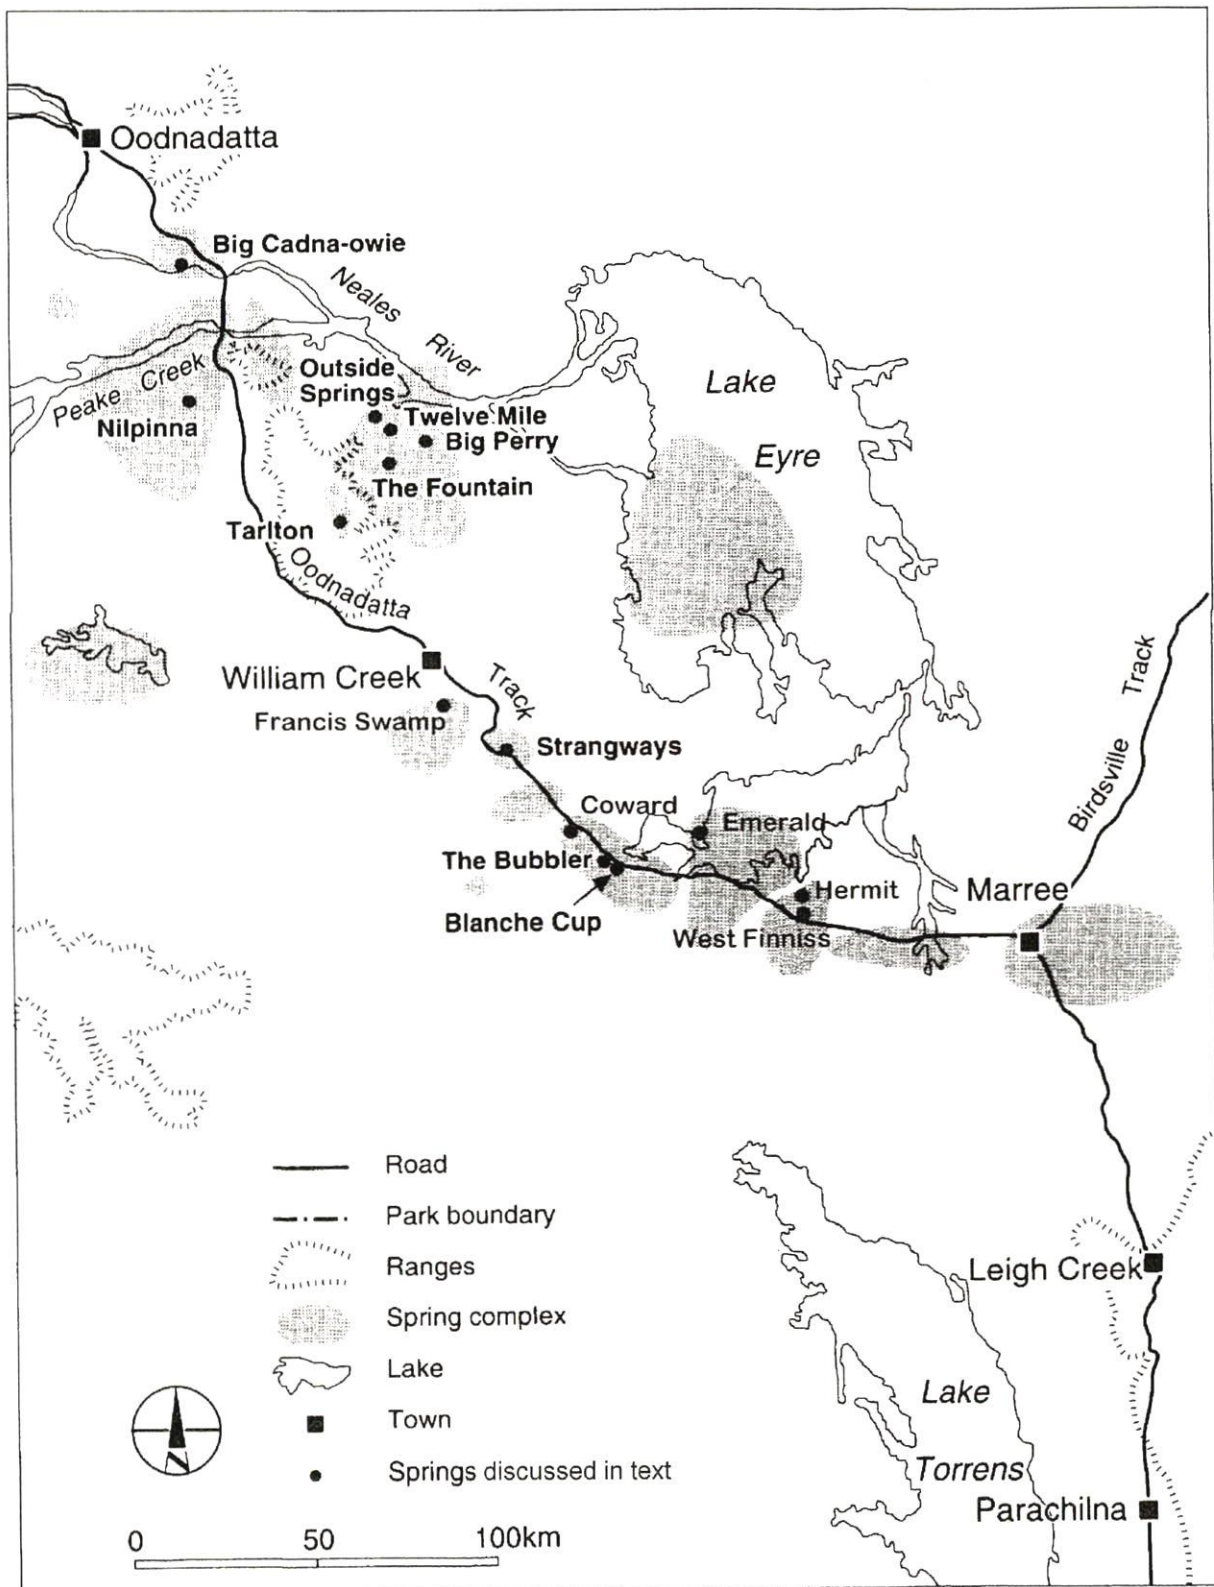 Oodnadatta
Big Cadna-owie
Neales
River
Peake Creek
Outside
Springs
Nilpinna
Twelve Mile
Big Perry
The Fountain
Tarlton
Lake
Eyre
Oodnadatta
Track
William Creek
Francis Swamp
Strangways
Birdsville Track
Coward
Emerald
The Bubbler
Blanche Cup
Hermit
West Finniss
Marree
Road
Park boundary
Ranges
Spring complex
Lake
Town
Springs discussed in text
N
0 50 100km
Leigh Creek
Lake
Torrens
Parachilna